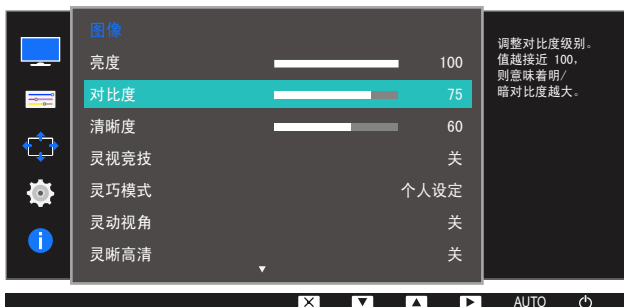 图像
亮度 100
对比度 75
清晰度 60
灵视竞技 关
灵巧模式 个人设定
灵动视角 关
灵晰高清 关
调整对比度级别。
值越接近 100,
则意味着明/
暗对比度越大。
AUTO